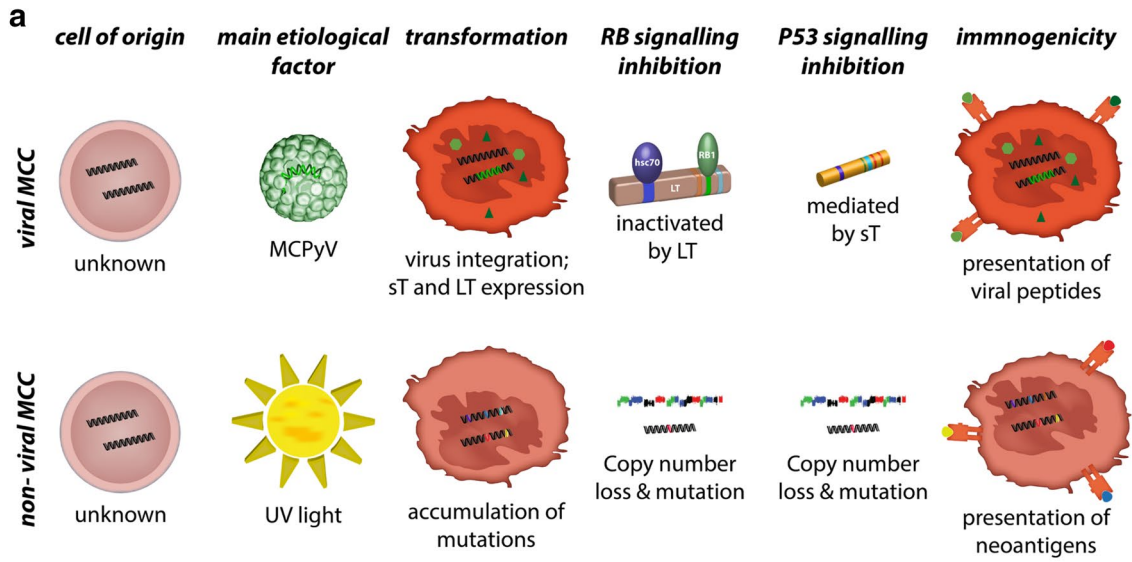 a
cell of origin
main etiological
factor
transformation
RB signalling
inhibition
P53 signalling
inhibition
immnogenicity
viral MCC
unknown
MCPyV
virus integration;
sT and LT expression
hsc70
RB1
LT
inactivated
by LT
mediated
by sT
presentation of
viral peptides
non- viral MCC
unknown
UV light
accumulation of
mutations
Copy number
loss & mutation
Copy number
loss & mutation
presentation of
neoantigens